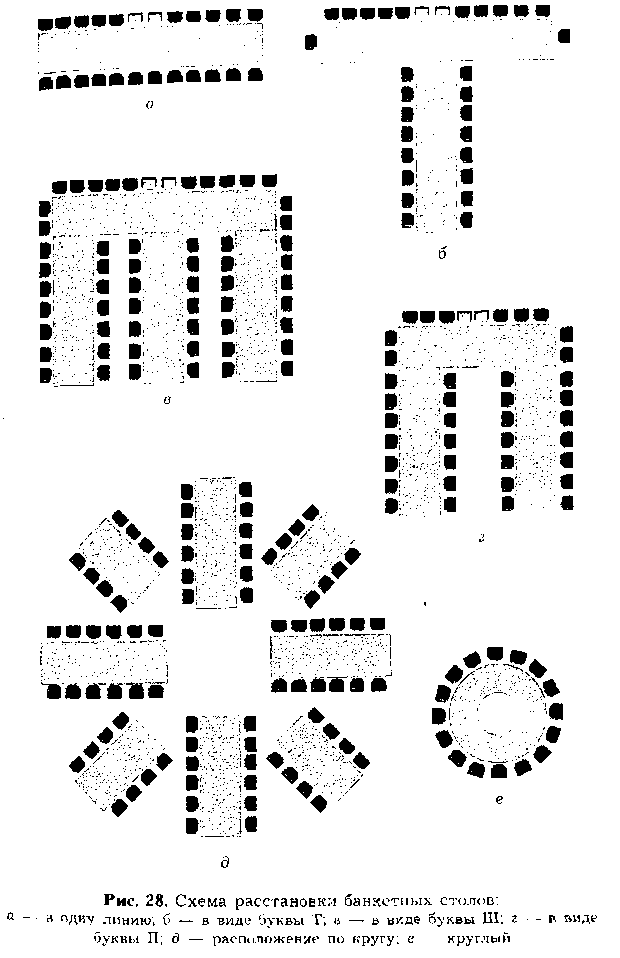 а
б
в
г
д
е
Рис. 28. Схема расстановки банкетных столов:
а — в одну линию; б — в виде буквы Т; в — в виде буквы Ш; г — в виде
буквы П; д — расположение по кругу; е — круглый